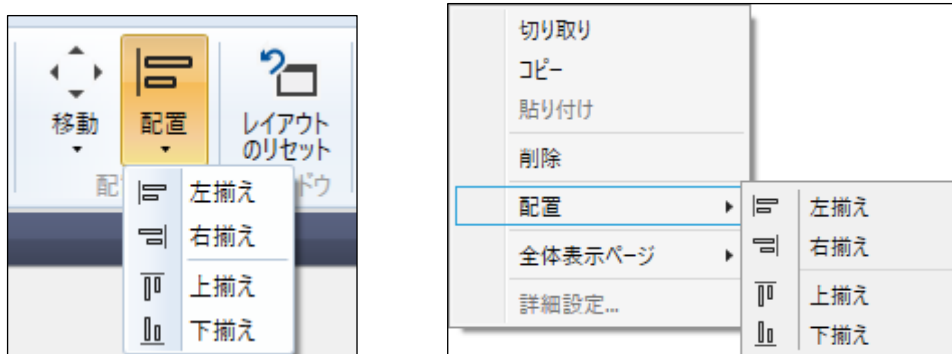 移動
配置
レイアウト
のリセット
配
ドウ
左揃え
右揃え
上揃え
下揃え
切り取り
コピー
貼り付け
削除
配置
全体表示ページ
詳細設定...
左揃え
右揃え
上揃え
下揃え